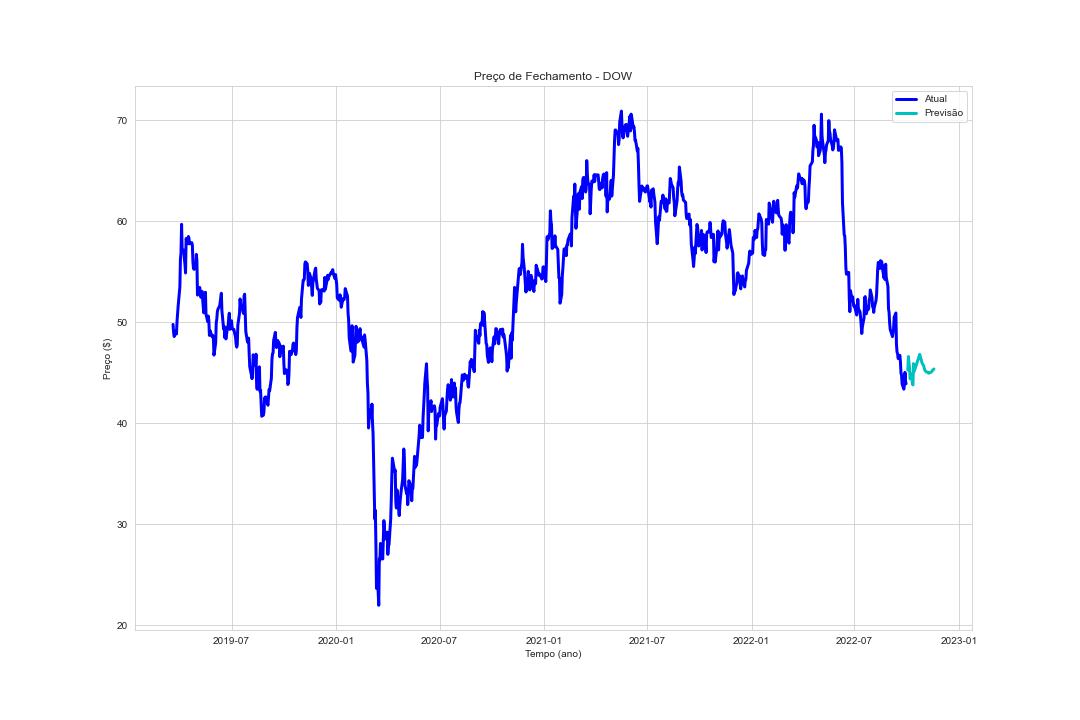 Preço de Fechamento - DOW
Atual
Previsão
Preço ($)
70
60
50
40
30
20
2019-07
2020-01
2020-07
2021-01
2021-07
2022-01
2022-07
2023-01
Tempo (ano)